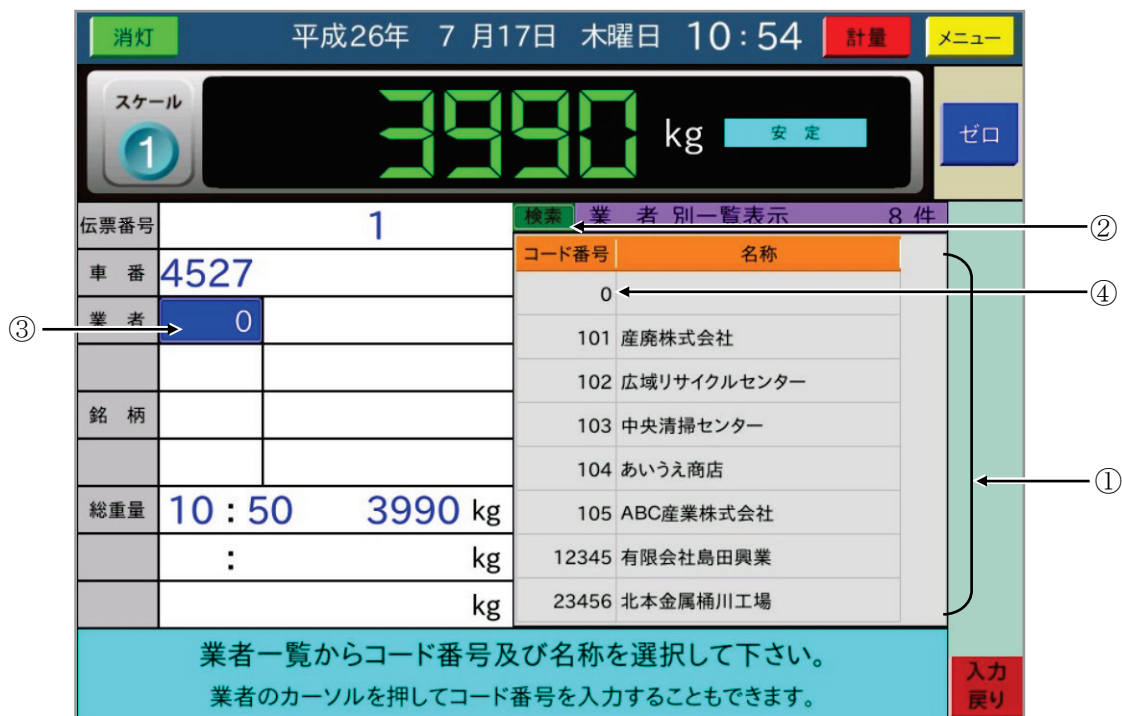 消灯 平成26年 7月17日 木曜日 10:54 計量 メニュー
スケール
1
3990 kg 安定 ゼロ
伝票番号 1
検索 業者別一覧表示 8件
②
コード番号 名称
車番 4527
0
④
③
業者 0
101 産廃株式会社
102 広域リサイクルセンター
銘柄
103 中央清掃センター
104 あいうえ商店
①
総重量 10:50 3990 kg
105 ABC産業株式会社
: kg
12345 有限会社島田興業
kg
23456 北本金属桶川工場
業者一覧からコード番号及び名称を選択して下さい。
業者のカーソルを押してコード番号を入力することもできます。
入力
戻り